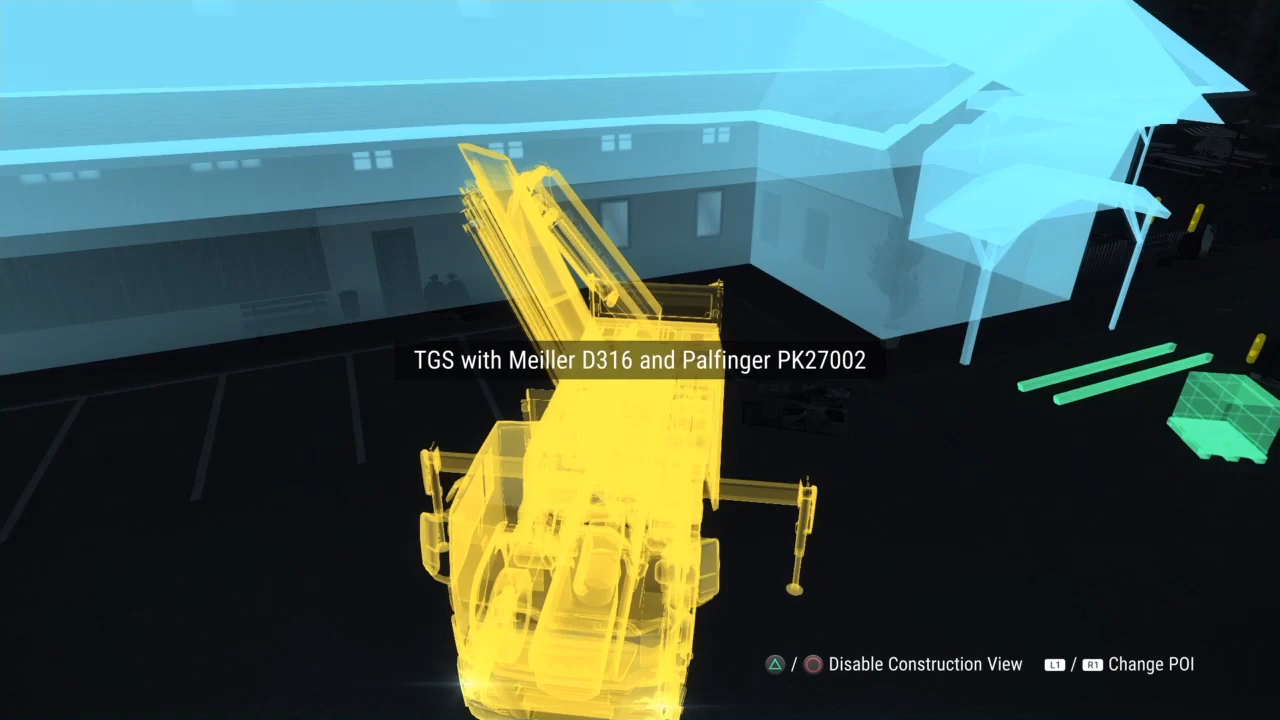 TGS with Meiller D316 and Palfinger PK27002
/ Disable Construction View L1 / R1 Change POI